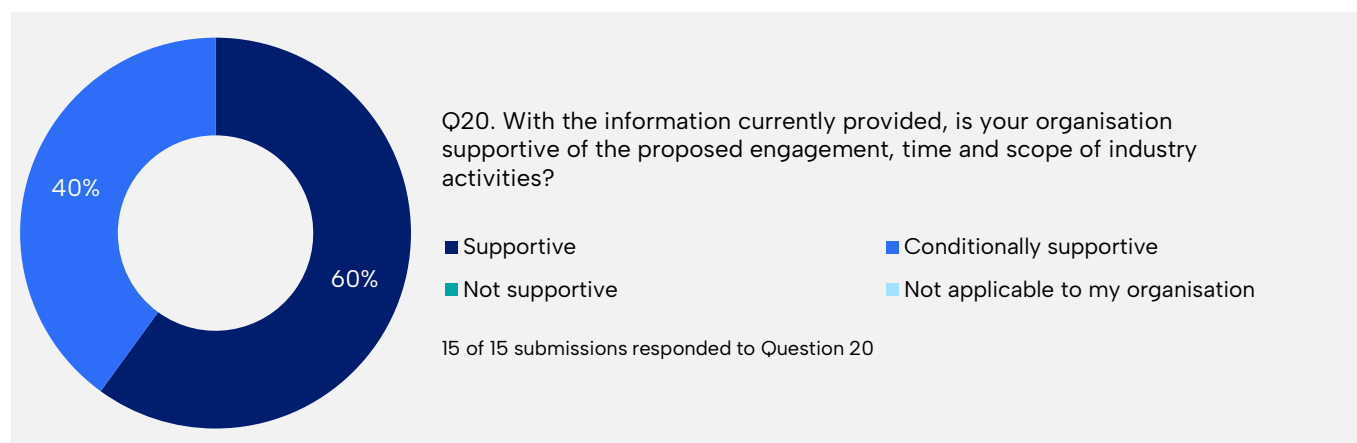 Q20. With the information currently provided, is your organisation
supportive of the proposed engagement, time and scope of industry
activities?
40%
60%
Supportive
Conditionally supportive
Not supportive
Not applicable to my organisation
15 of 15 submissions responded to Question 20